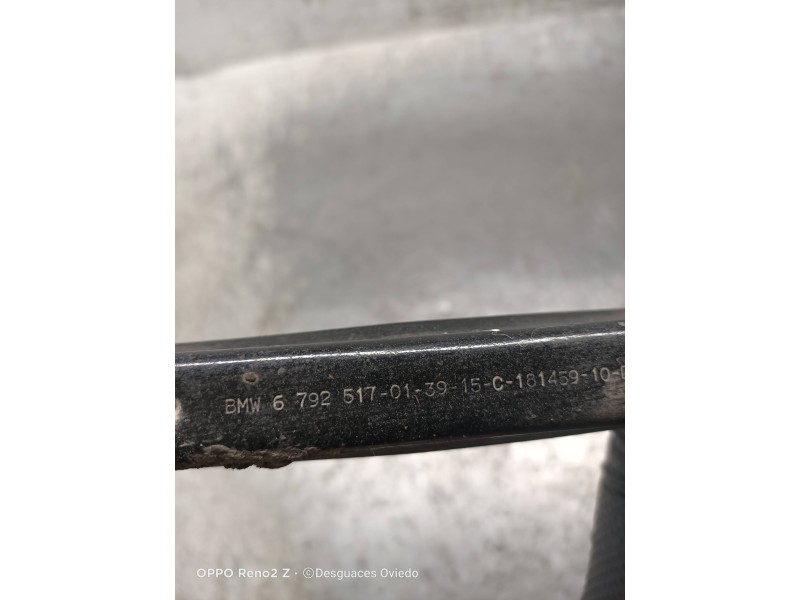 BMW 6 792 517-01-39-15-C-181459-10-
OPPO Reno2 Z · ©Desguaces Oviedo